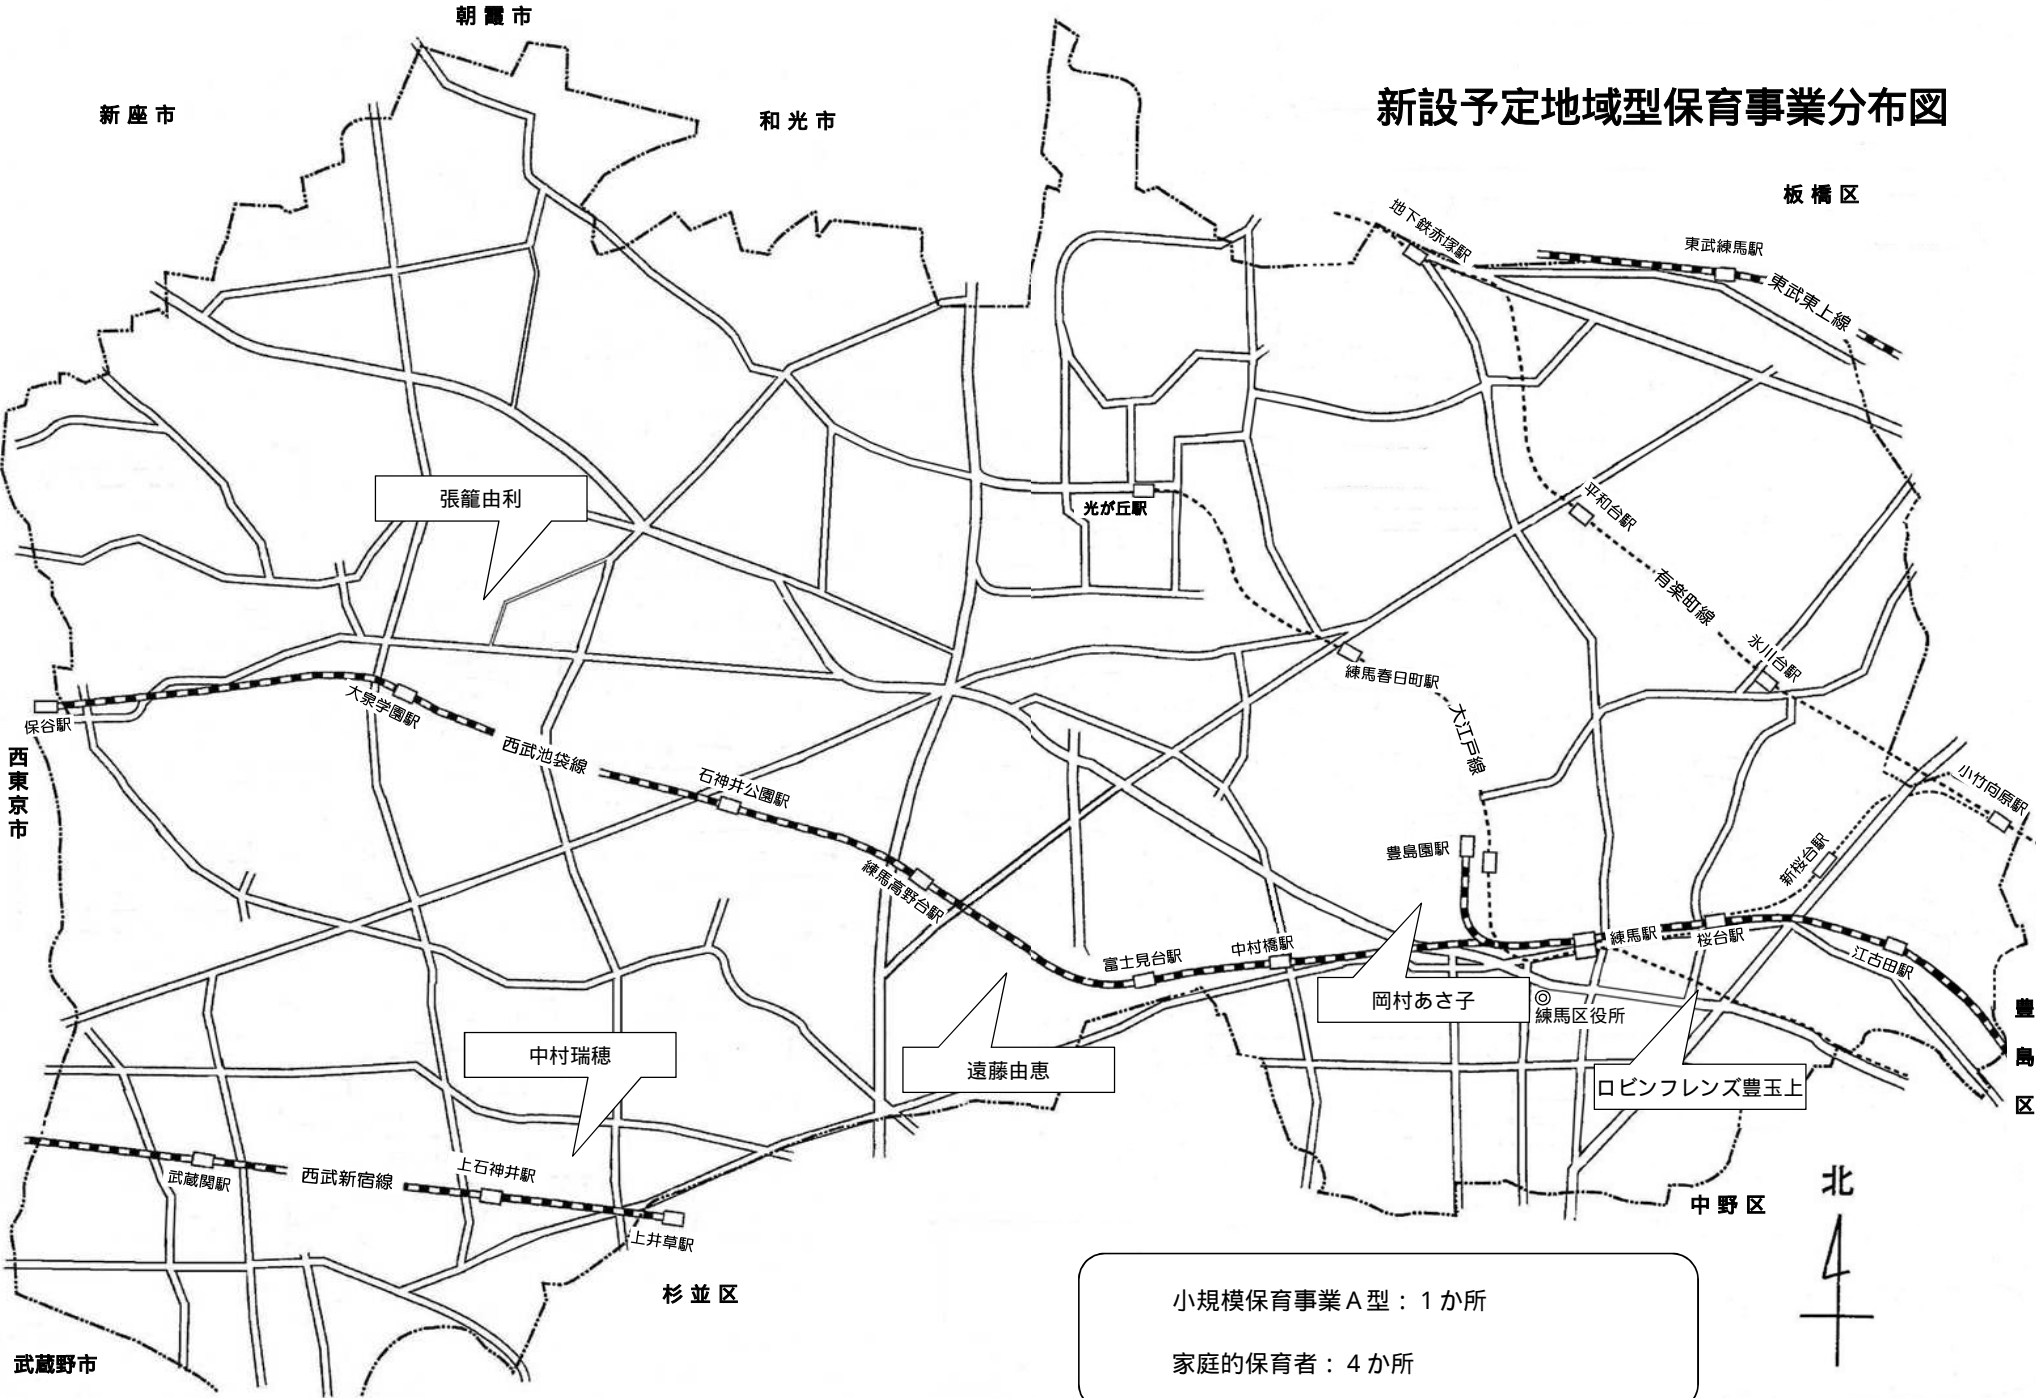 朝霞市
新座市
和光市
新設予定地域型保育事業分布図
板橋区
地下鉄赤塚駅
東武練馬駅
東武東上線
張籠由利
光が丘駅
平和台駅
有楽町線
氷川台駅
練馬春日町駅
大江戸線
保谷駅
大泉学園駅
西武池袋線
石神井公園駅
西東京市
小竹向原駅
豊島園駅
新桜台駅
練馬高野台駅
富士見台駅
中村橋駅
練馬駅
桜台駅
江古田駅
岡村あさ子
練馬区役所
豊島区
中村瑞穂
遠藤由恵
ロビンフレンズ豊玉上
武蔵関駅
西武新宿線
上石神井駅
上井草駅
中野区
北
杉並区
武蔵野市
小規模保育事業A型:1か所
家庭的保育者:4か所